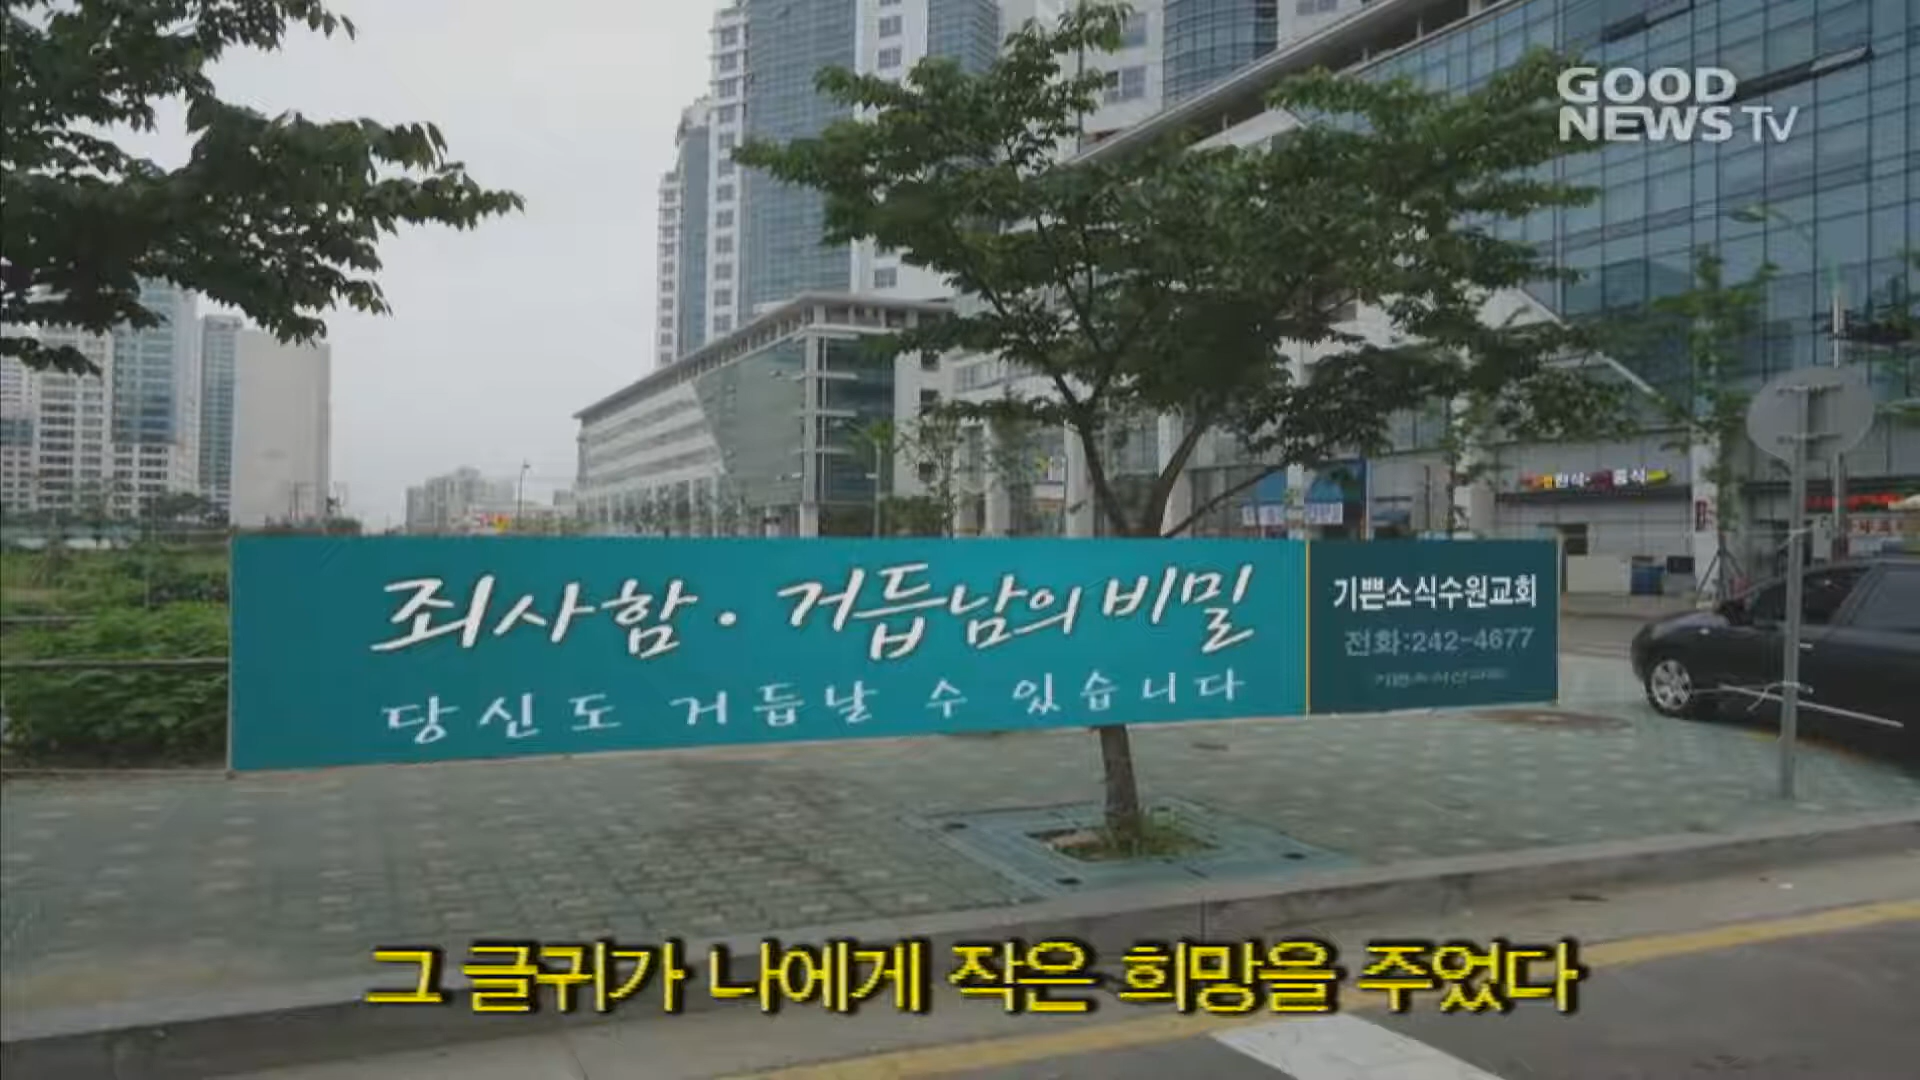 GOOD
NEWS TV
죄사함·거듭남의 비밀
당신도 거듭날 수 있습니다
기쁜소식수원교회
전화:242-4677
그 글귀가 나에게 작은 희망을 주었다